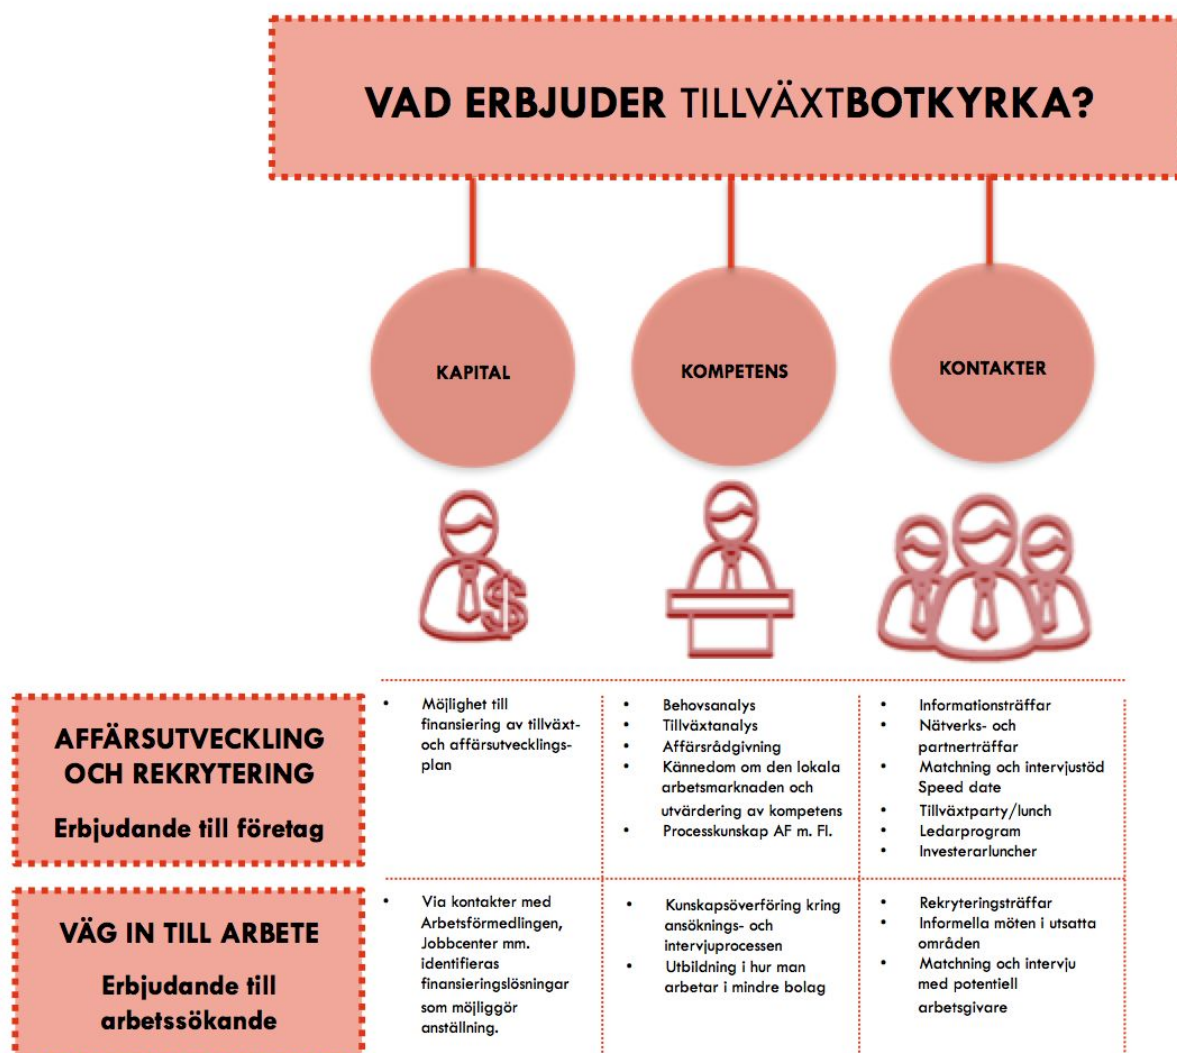 VAD ERBJUDER TILLVÄXTBOTKYRKA?
KAPITAL
KOMPETENS
KONTAKTER
AFFÄRSUTVECKLING
OCH REKRYTERING
Erbjudande till företag
• Möjlighet till
finansiering av tillväxt-
och affärsutvecklings-
plan
• Behovsanalys
• Tillväxtanalys
• Affärsrådgivning
• Kännedom om den lokala
arbetsmarknaden och
utvärdering av kompetens
• Processkunskap AF m. Fl.
• Informationsträffar
• Nätverks- och
partnerträffar
• Matchning och intervjustöd
Speed date
• Tillväxtparty/lunch
• Ledarprogram
• Investerarluncher
VÄG IN TILL ARBETE
Erbjudande till
arbetssökande
• Via kontakter med
Arbetsförmedlingen,
Jobbcenter mm.
identifieras
finansieringslösningar
som möjliggör
anställning.
• Kunskapsöverföring kring
ansöknings- och
intervjuprocessen
• Utbildning i hur man
arbetar i mindre bolag
• Rekryteringsträffar
• Informella möten i utsatta
områden
• Matchning och intervju
med potentiell
arbetsgivare